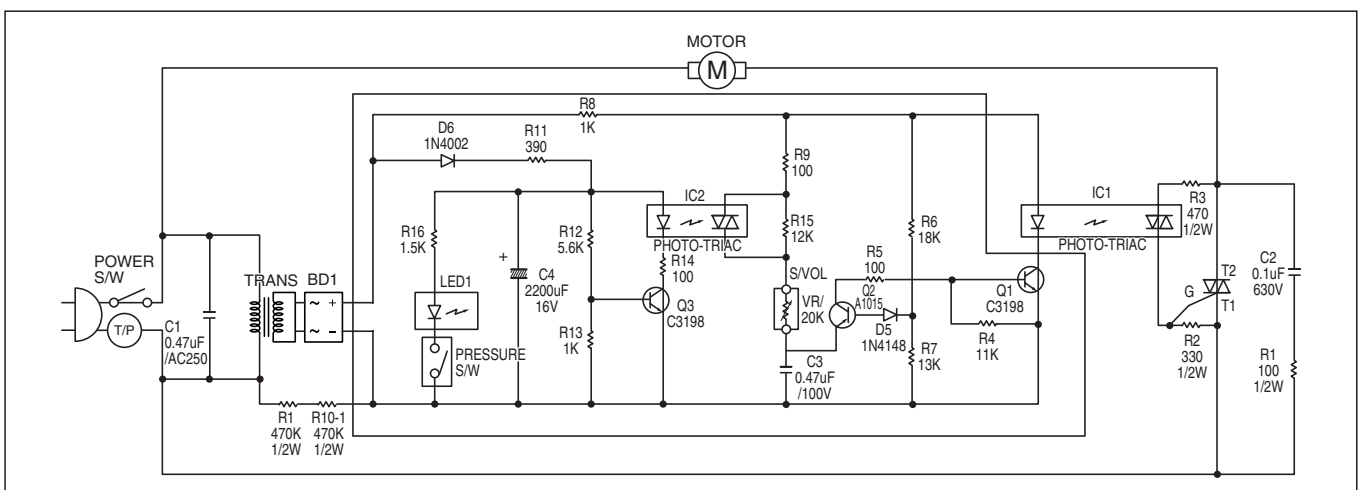 MOTOR
M
R8
1K
D6
1N4002
R11
390
R9
100
IC2
IC1
R3
470
1/2W
R16
1.5K
R12
5.6K
R15
12K
R6
18K
PHOTO-TRIAC
PHOTO-TRIAC
POWER
S/W
TRANS
BD1
~ +
~ –
+
C4
2200uF
16V
R14
100
S/VOL
R5
100
C2
0.1uF
630V
T2
G
T1
LED1
Q3
C3198
VR/
20K
Q2
A1015
Q1
C3198
T/P
C1
0.47uF
/AC250
R13
1K
D5
1N4148
R4
11K
PRESSURE
S/W
C3
0.47uF
/100V
R7
13K
R2
330
1/2W
R1
100
1/2W
R1
470K
1/2W
R10-1
470K
1/2W